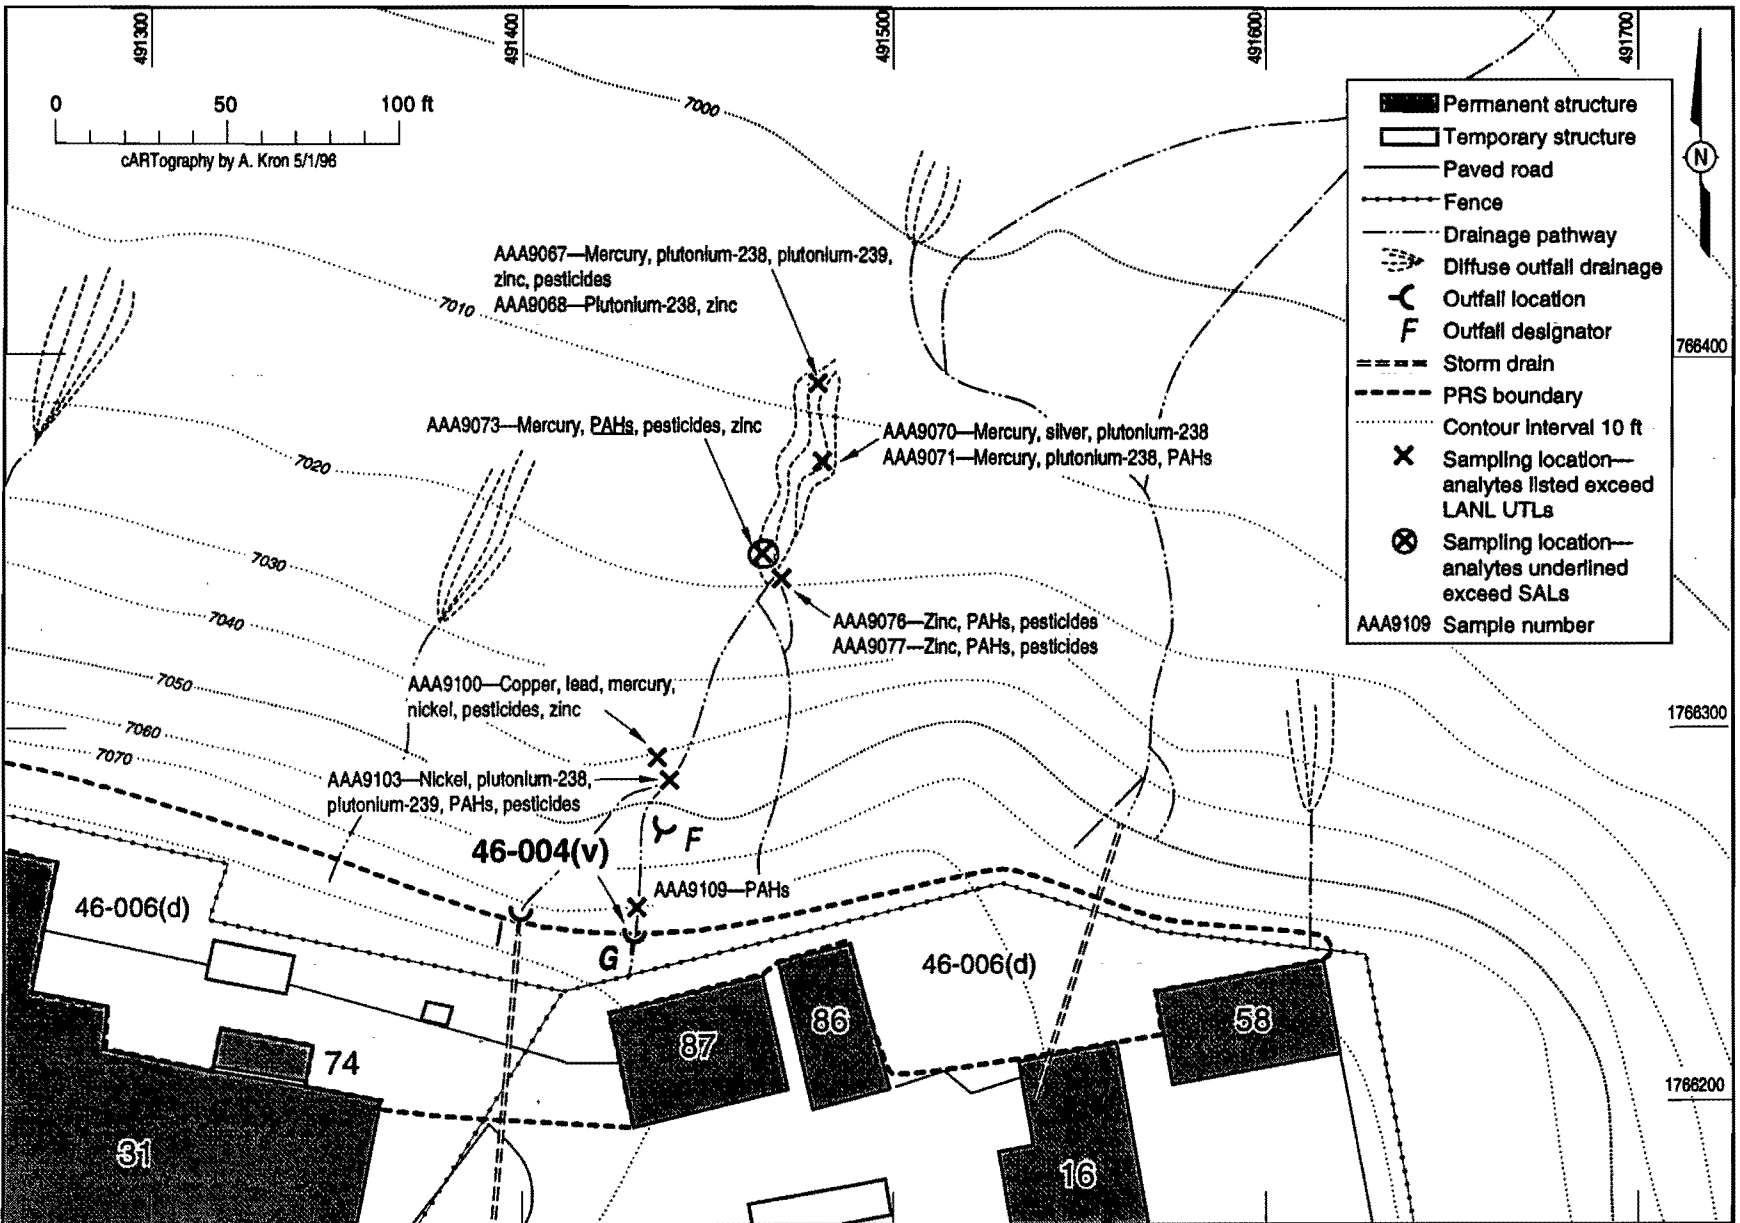 491300
491400
491500
491600
491700
0 50 100 ft
cARTography by A. Kron 5/1/96
7000
Permanent structure
Temporary structure
Paved road
Fence
Drainage pathway
Diffuse outfall drainage
Outfall location
F Outfall designator
Storm drain
PRS boundary
Contour interval 10 ft
Sampling location—
analytes listed exceed
LANL UTLs
Sampling location—
analytes underlined
exceed SALs
AAA9109 Sample number
N
AAA9067—Mercury, plutonium-238, plutonium-239,
zinc, pesticides
AAA9068—Plutonium-238, zinc
7010
766400
AAA9073—Mercury, PAHs, pesticides, zinc
AAA9070—Mercury, silver, plutonium-238
AAA9071—Mercury, plutonium-238, PAHs
7020
7030
7040
AAA9076—Zinc, PAHs, pesticides
AAA9077—Zinc, PAHs, pesticides
7050
AAA9100—Copper, lead, mercury,
nickel, pesticides, zinc
1766300
7060
7070
AAA9103—Nickel, plutonium-238,
plutonium-239, PAHs, pesticides
F
46-004(v)
AAA9109—PAHs
46-006(d)
G
46-006(d)
87
86
58
74
1766200
31
16